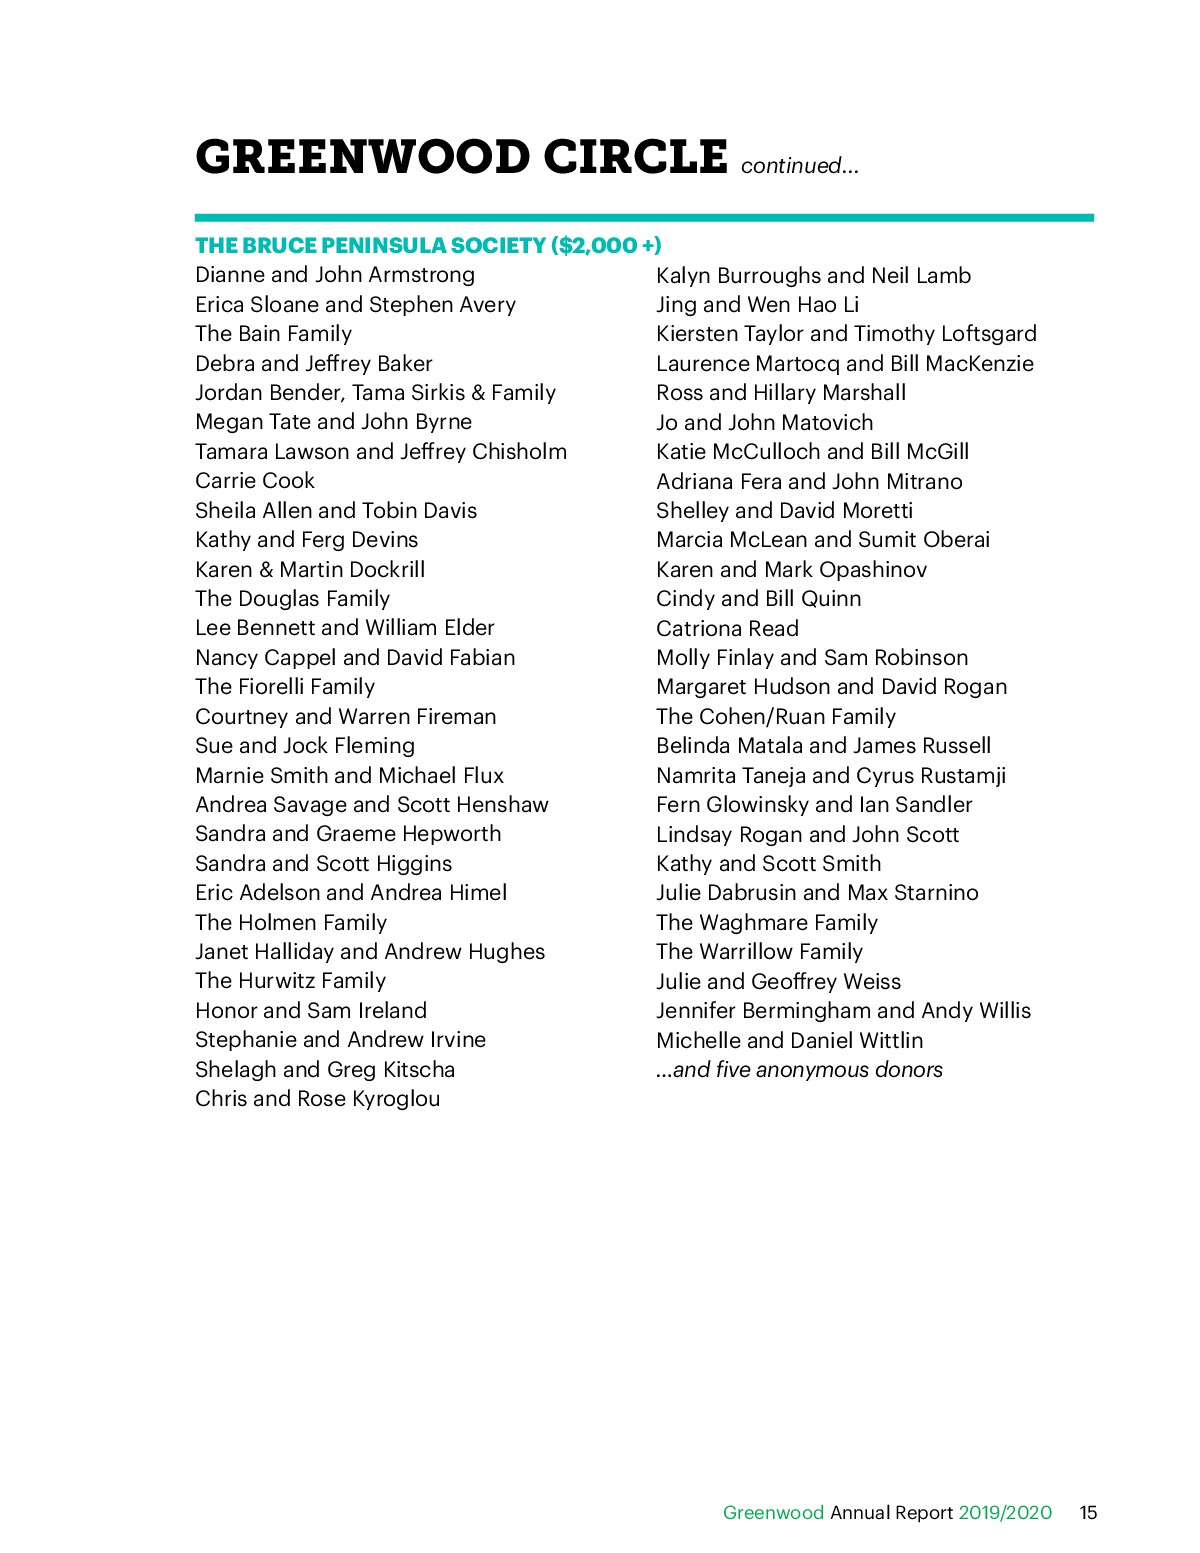 GREENWOOD CIRCLE continued...
THE BRUCE PENINSULA SOCIETY ($2,000 +)
Dianne and John Armstrong
Erica Sloane and Stephen Avery
The Bain Family
Debra and Jeffrey Baker
Jordan Bender, Tama Sirkis & Family
Megan Tate and John Byrne
Tamara Lawson and Jeffrey Chisholm
Carrie Cook
Sheila Allen and Tobin Davis
Kathy and Ferg Devins
Karen & Martin Dockrill
The Douglas Family
Lee Bennett and William Elder
Nancy Cappel and David Fabian
The Fiorelli Family
Courtney and Warren Fireman
Sue and Jock Fleming
Marnie Smith and Michael Flux
Andrea Savage and Scott Henshaw
Sandra and Graeme Hepworth
Sandra and Scott Higgins
Eric Adelson and Andrea Himel
The Holmen Family
Janet Halliday and Andrew Hughes
The Hurwitz Family
Honor and Sam Ireland
Stephanie and Andrew Irvine
Shelagh and Greg Kitscha
Chris and Rose Kyroglou
Kalyn Burroughs and Neil Lamb
Jing and Wen Hao Li
Kiersten Taylor and Timothy Loftsgard
Laurence Martocq and Bill MacKenzie
Ross and Hillary Marshall
Jo and John Matovich
Katie McCulloch and Bill McGill
Adriana Fera and John Mitrano
Shelley and David Moretti
Marcia McLean and Sumit Oberai
Karen and Mark Opashinov
Cindy and Bill Quinn
Catriona Read
Molly Finlay and Sam Robinson
Margaret Hudson and David Rogan
The Cohen/Ruan Family
Belinda Matala and James Russell
Namrita Taneja and Cyrus Rustamji
Fern Glowinsky and Ian Sandler
Lindsay Rogan and John Scott
Kathy and Scott Smith
Julie Dabrusin and Max Starnino
The Waghmare Family
The Warrillow Family
Julie and Geoffrey Weiss
Jennifer Bermingham and Andy Willis
Michelle and Daniel Wittlin
...and five anonymous donors
Greenwood Annual Report 2019/2020 15